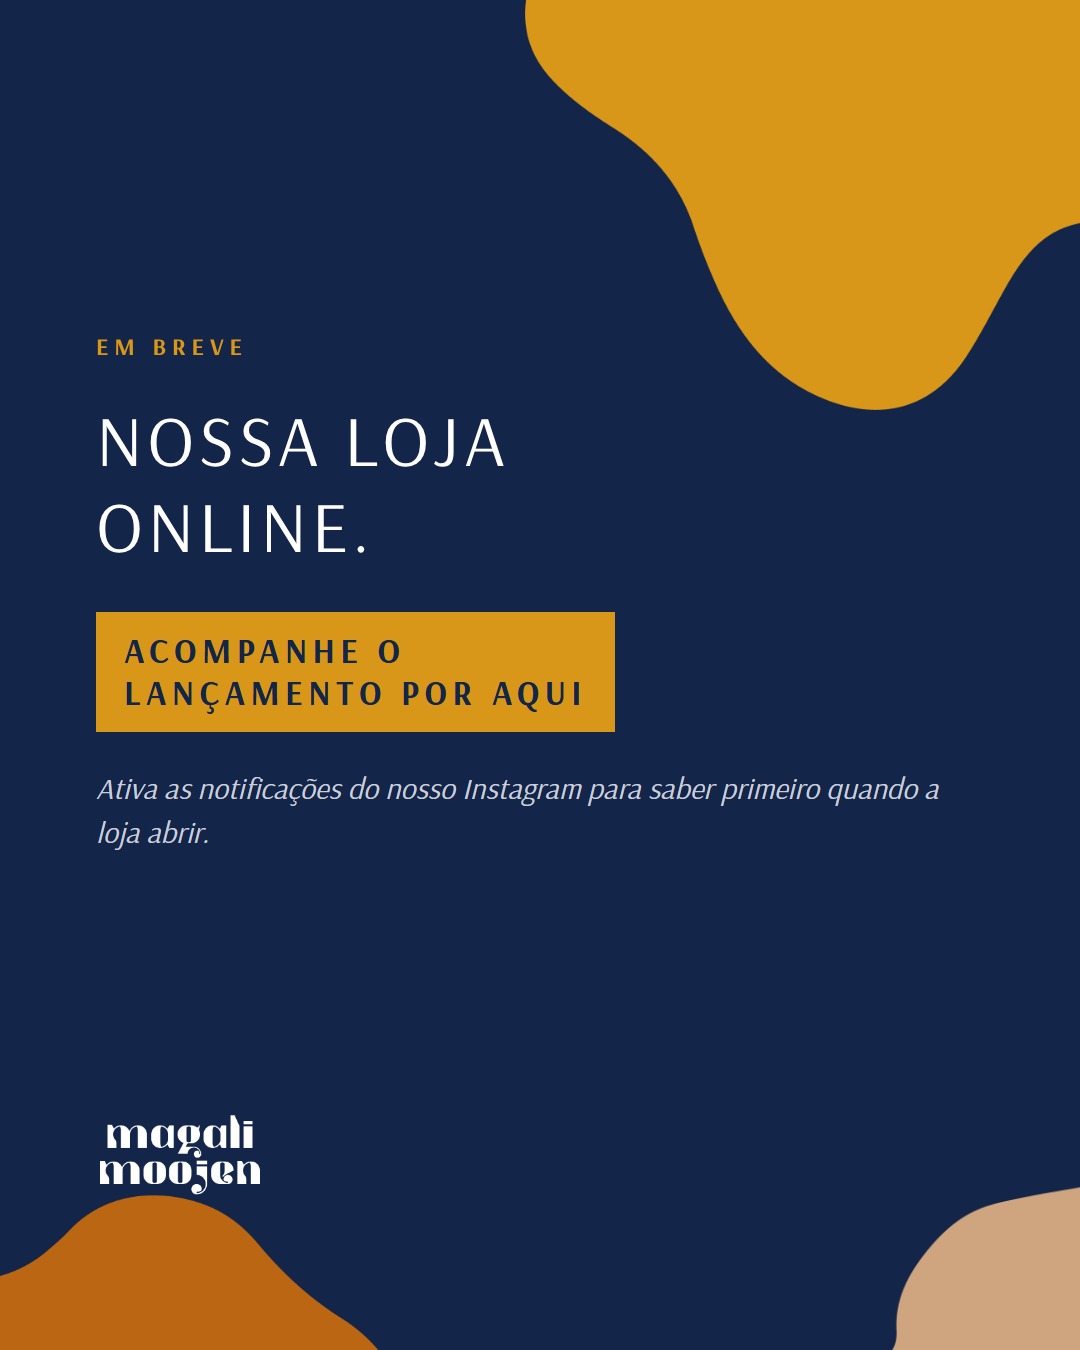 EM BREVE
NOSSA LOJA
ONLINE.
ACOMPANHE O
LANÇAMENTO POR AQUI
Ativa as notificações do nosso Instagram para saber primeiro quando a
loja abrir.
magali
moojen